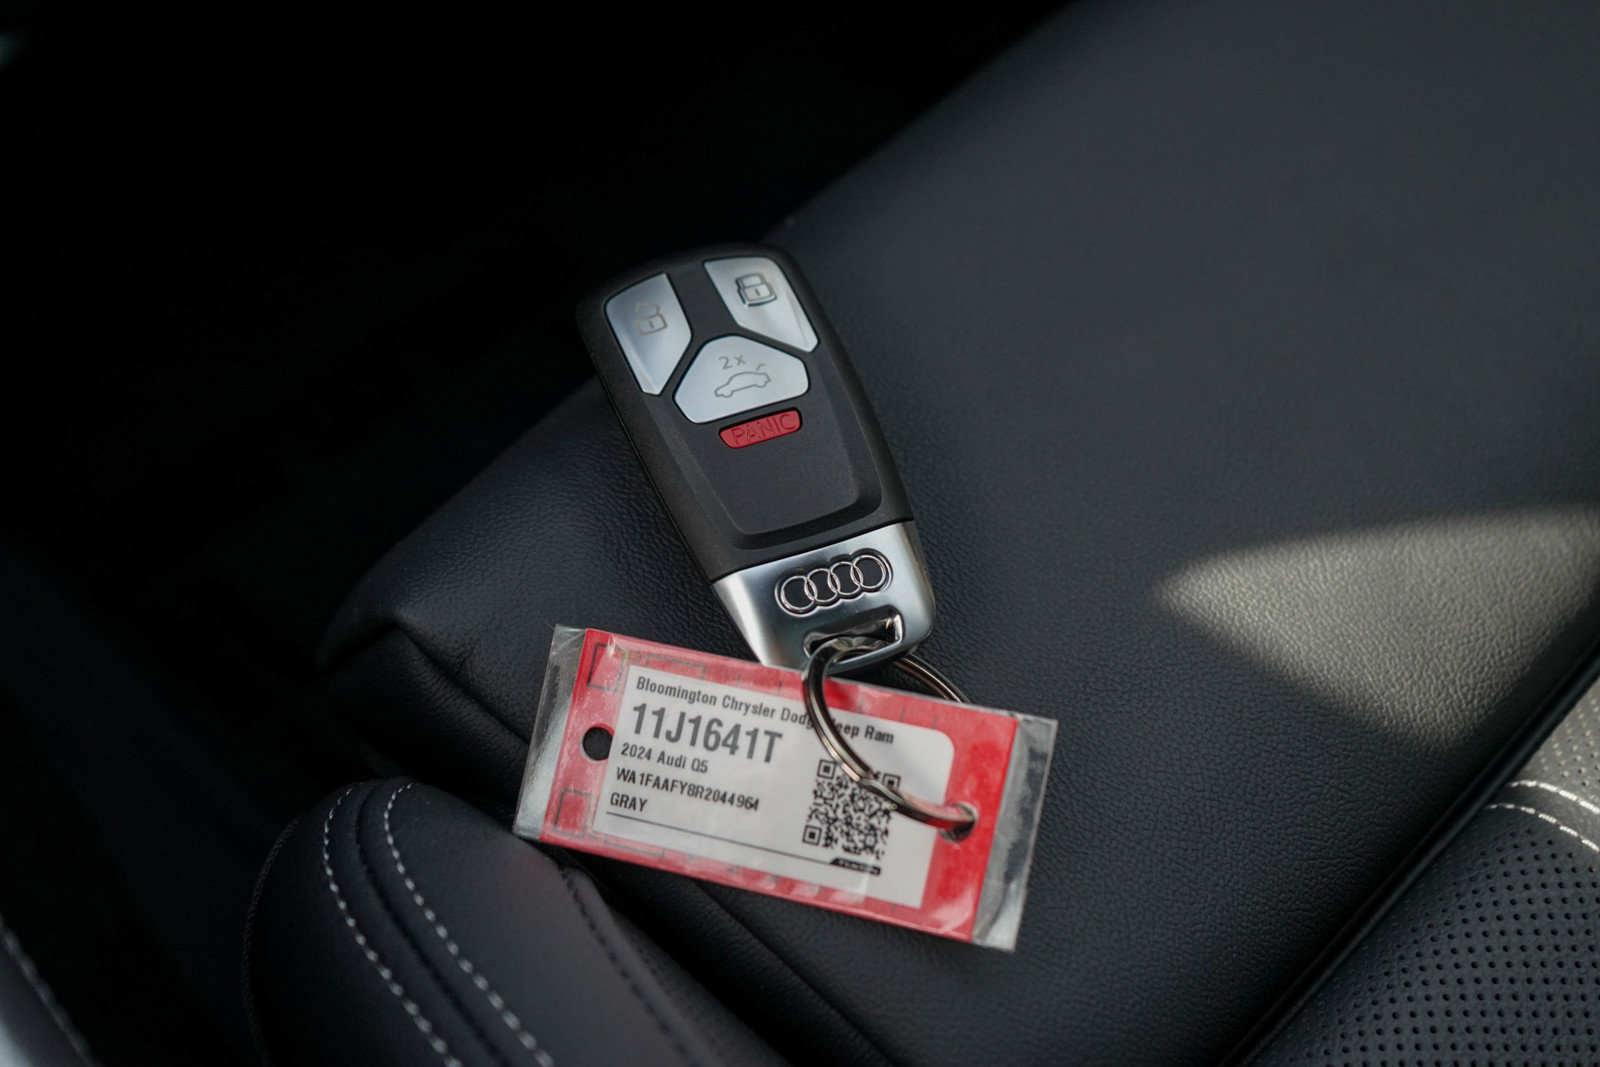 2x
PANIC
Bloomington Chrysler Dodge Jeep Ram
11J1641T
2024 Audi Q5
WA1FAAFY8R2044964
GRAY